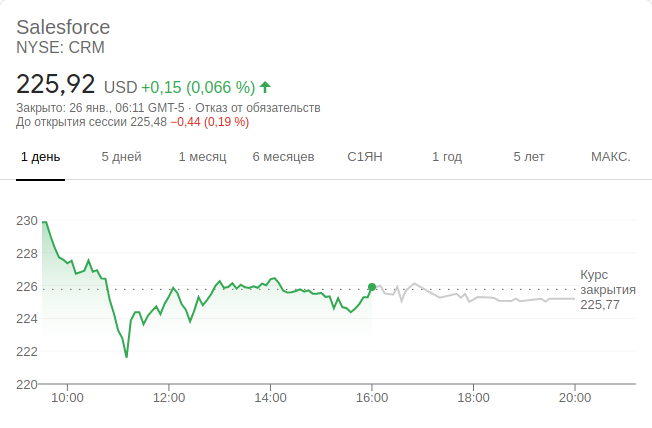 Salesforce
NYSE: CRM
225,92 USD +0,15 (0,066 %)
Закрыто: 26 янв., 06:11 GMT-5 · Отказ от обязательств
До открытия сессии 225,48 −0,44 (0,19 %)
1 день 5 дней 1 месяц 6 месяцев С1ЯН 1 год 5 лет МАКС.
230
228
226
224
222
220
Курс
закрытия
225,77
10:00 12:00 14:00 16:00 18:00 20:00